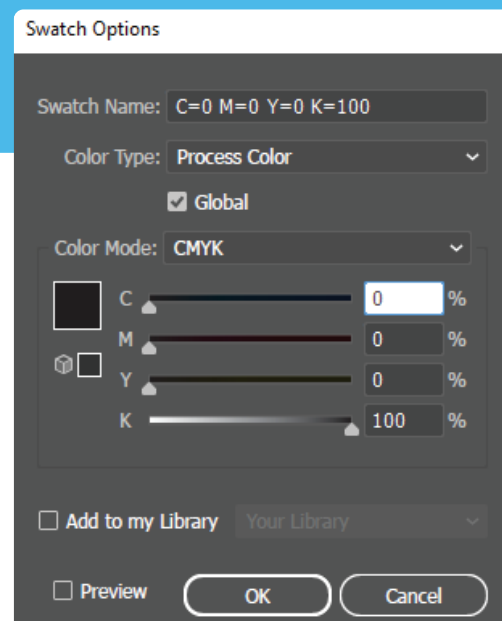 Swatch Options
Swatch Name: C=0 M=0 Y=0 K=100
Color Type: Process Color
Global
Color Mode: CMYK
C 0 %
M 0 %
Y 0 %
K 100 %
Add to my Library Your Library
Preview OK Cancel